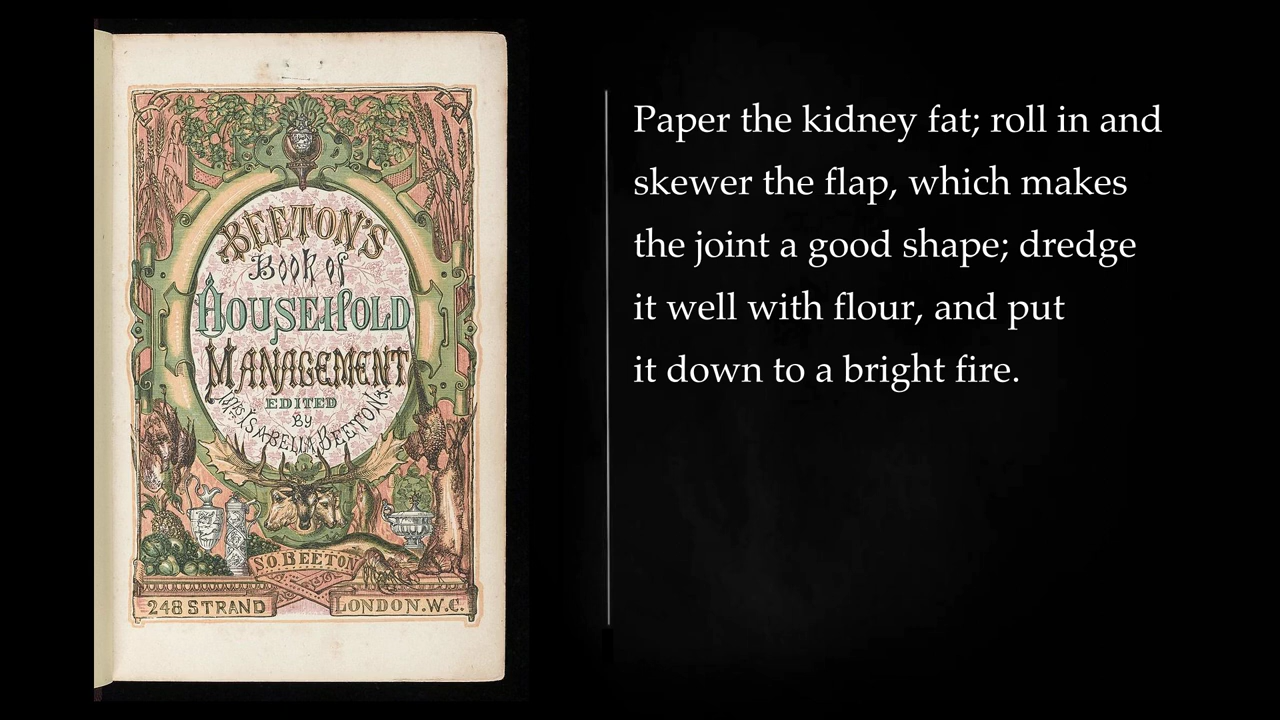 BEETON'S
Book of
HOUSEHOLD
MANAGEMENT
EDITED
BY
MRS ISABELLA BEETON
S.O. BEETON
248 STRAND
LONDON. W.C.
Paper the kidney fat; roll in and
skewer the flap, which makes
the joint a good shape; dredge
it well with flour, and put
it down to a bright fire.